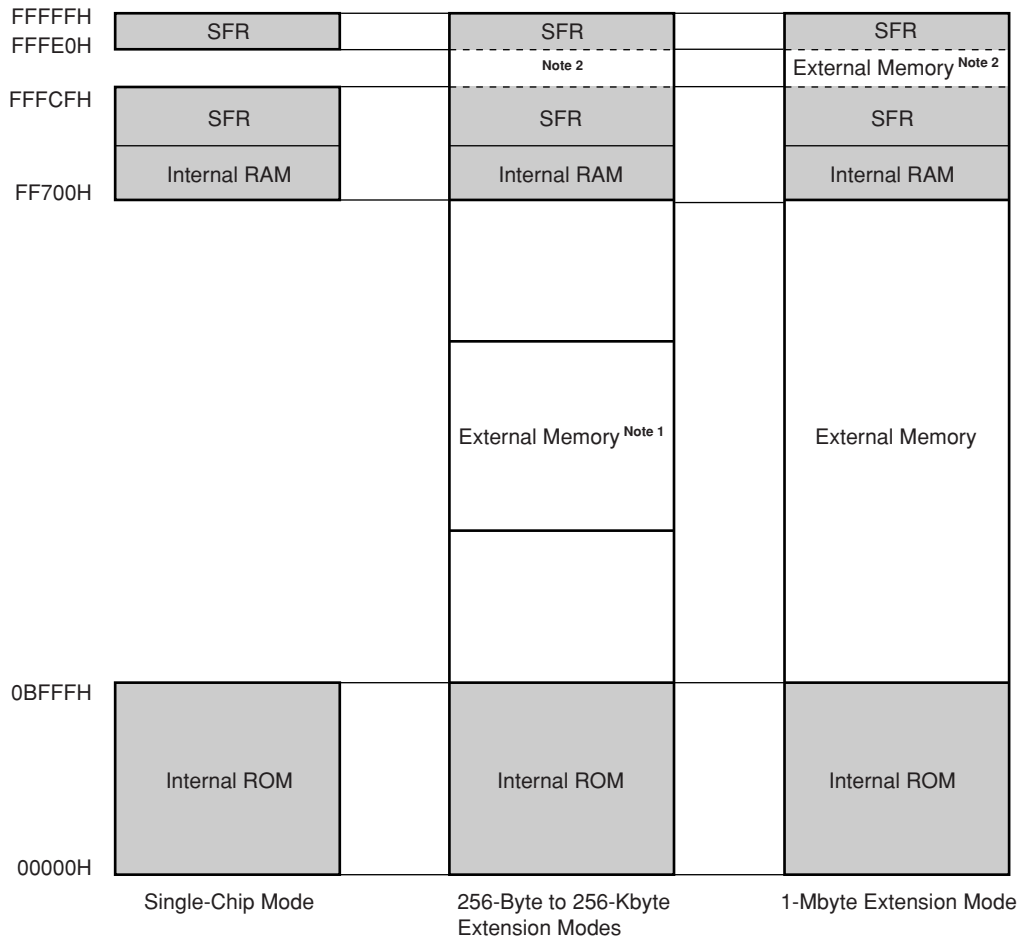 FFFFFH
SFR
SFR
SFR
FFFE0H
Note 2
External Memory Note 2
FFFCFH
SFR
SFR
SFR
Internal RAM
Internal RAM
Internal RAM
FF700H
External Memory Note 1
External Memory
0BFFFH
Internal ROM
Internal ROM
Internal ROM
00000H
Single-Chip Mode
256-Byte to 256-Kbyte
Extension Modes
1-Mbyte Extension Mode